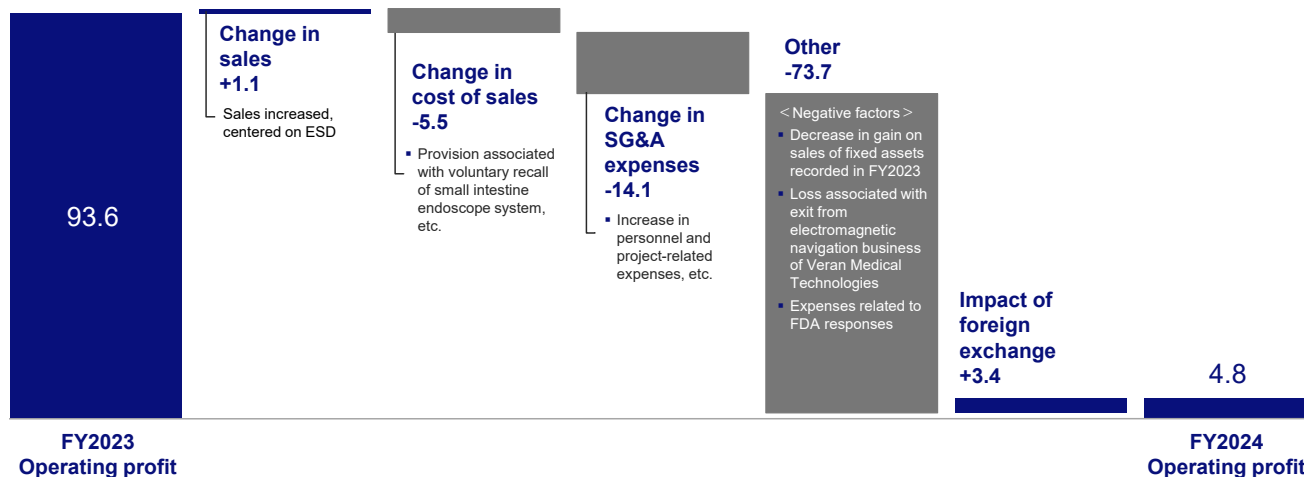 93.6
FY2023
Operating profit
Change in
sales
+1.1
Sales increased,
centered on ESD
Change in
cost of sales
-5.5
▪ Provision associated
with voluntary recall
of small intestine
endoscope system,
etc.
Change in
SG&A
expenses
-14.1
▪ Increase in
personnel and
project-related
expenses, etc.
Other
-73.7
＜Negative factors＞
▪ Decrease in gain on
sales of fixed assets
recorded in FY2023
▪ Loss associated with
exit from
electromagnetic
navigation business
of Veran Medical
Technologies
▪ Expenses related to
FDA responses
Impact of
foreign
exchange
+3.4
4.8
FY2024
Operating profit